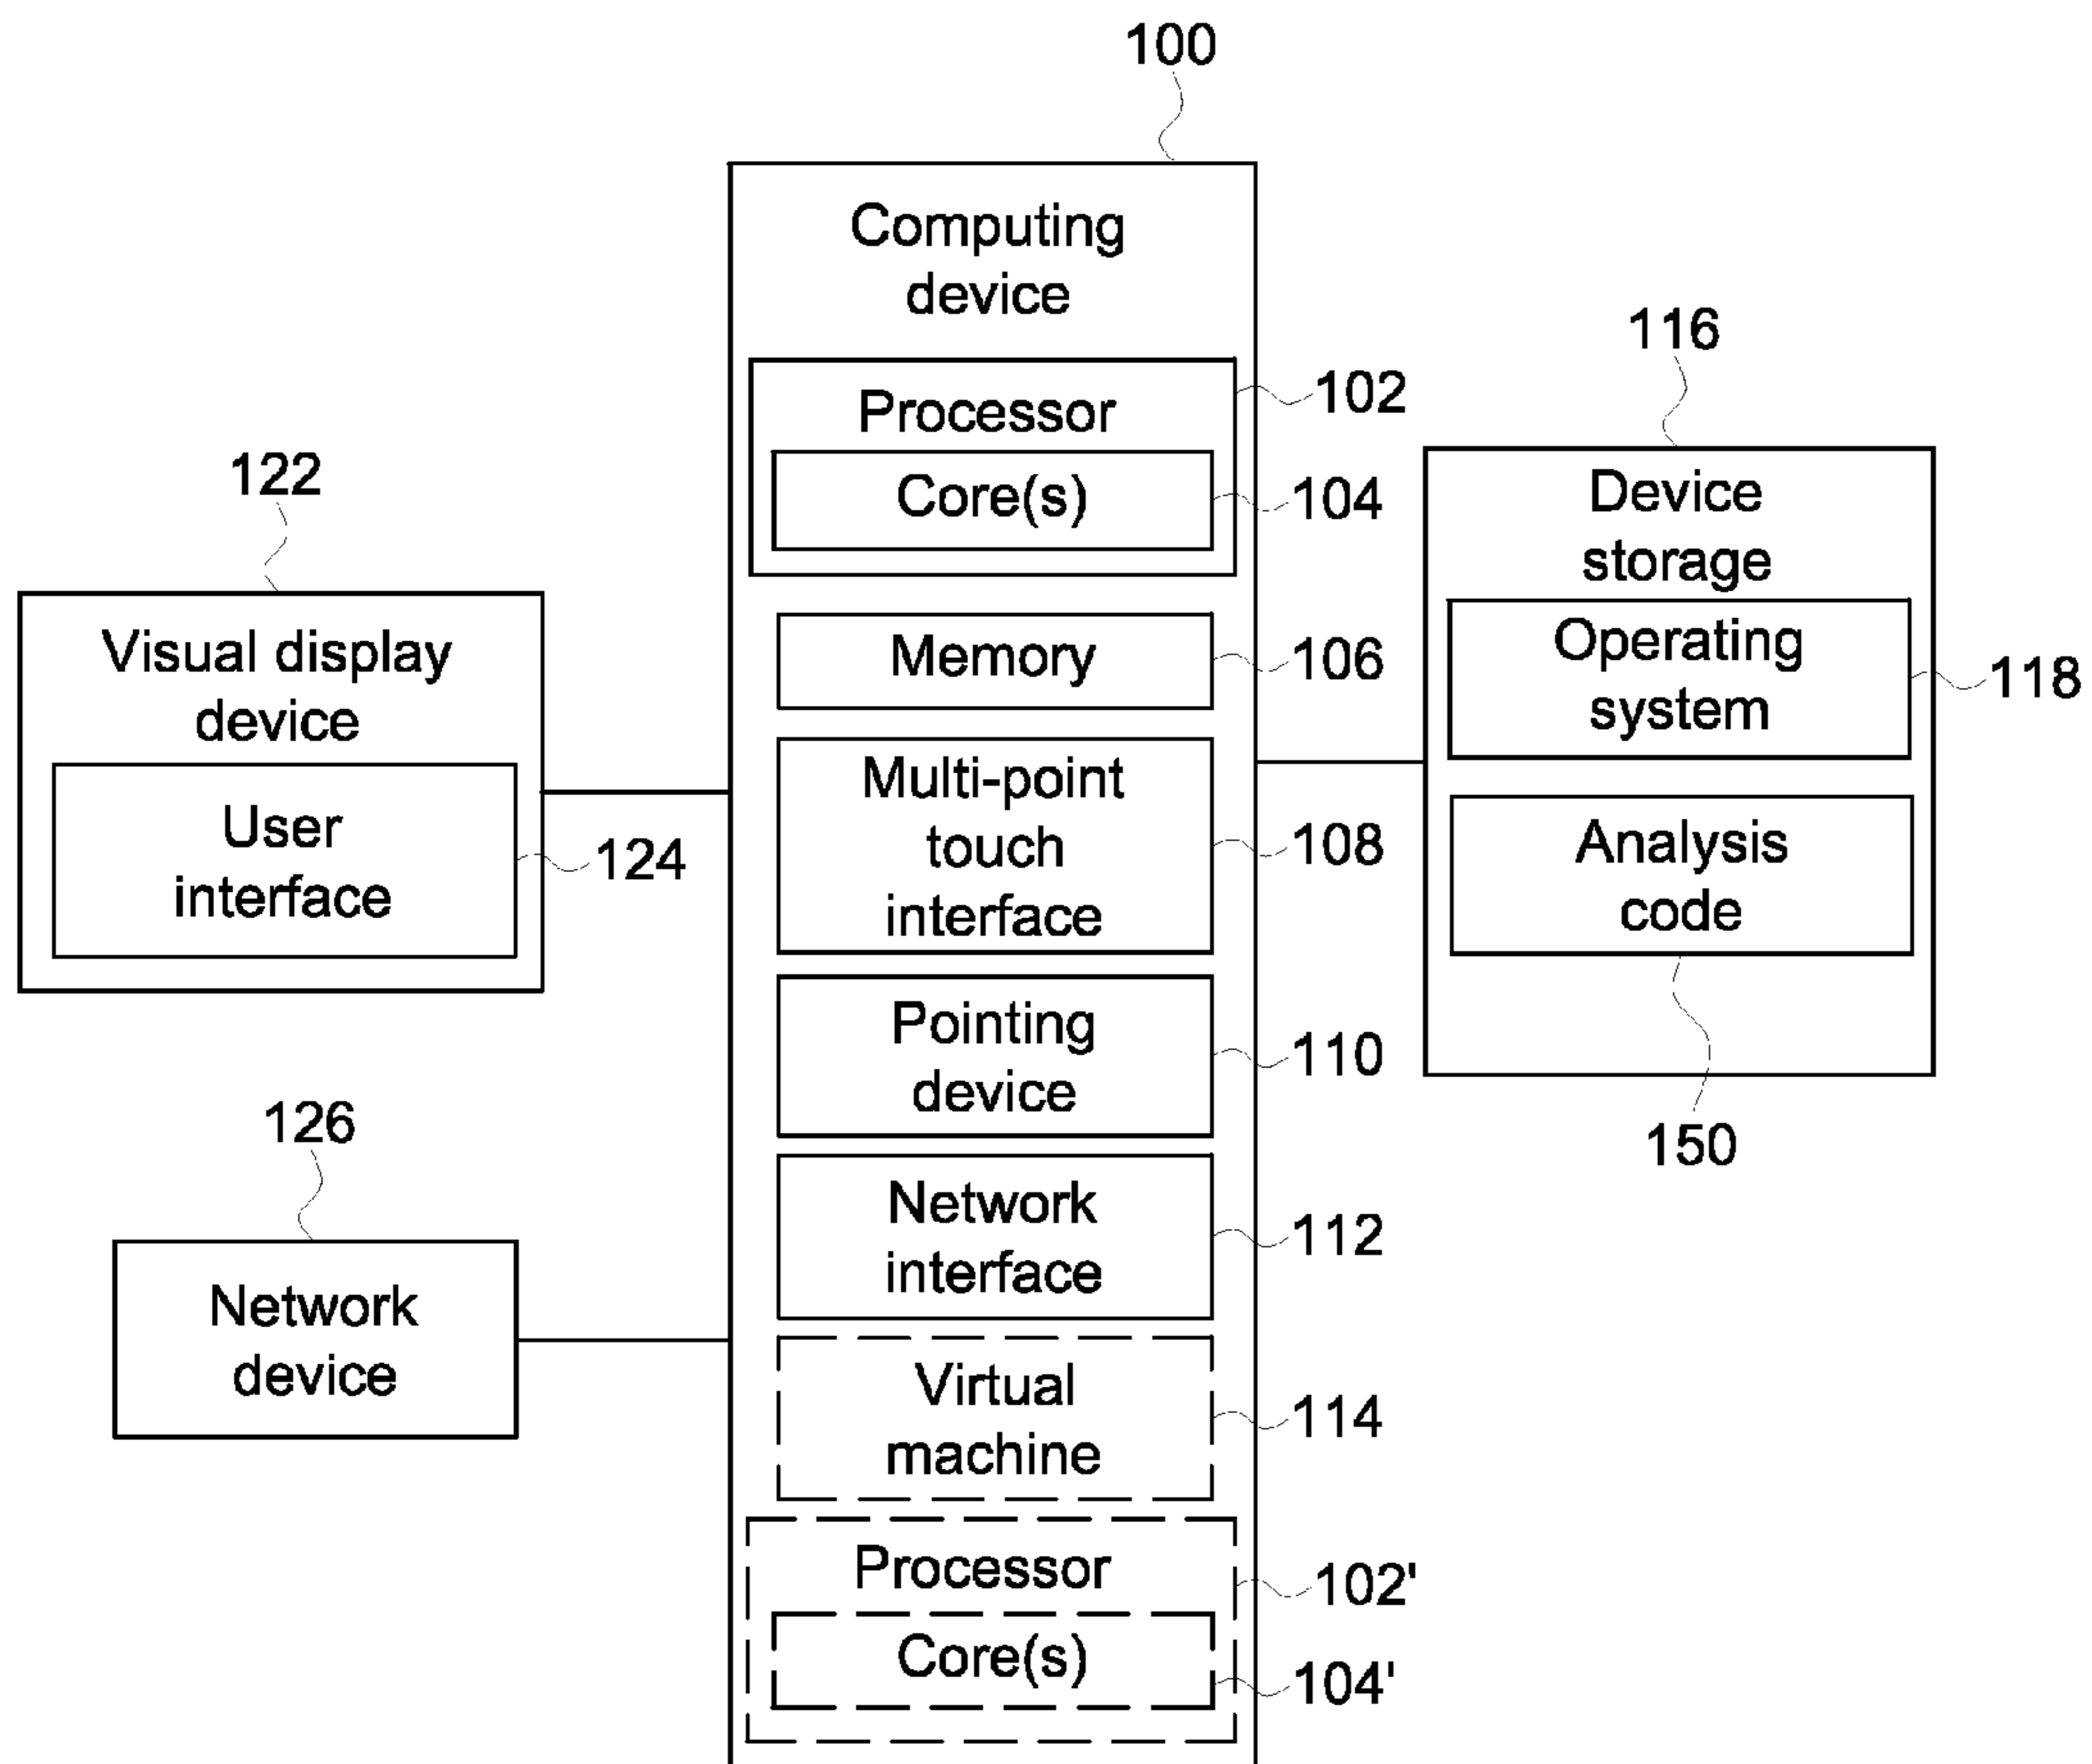 100
Computing
device
Processor
102
Core(s)
104
Memory
106
Multi-point
touch
interface
108
Pointing
device
110
Network
interface
112
Virtual
machine
114
Processor
102'
Core(s)
104'
122
Visual display
device
User
interface
124
126
Network
device
116
Device
storage
Operating
system
118
Analysis
code
150